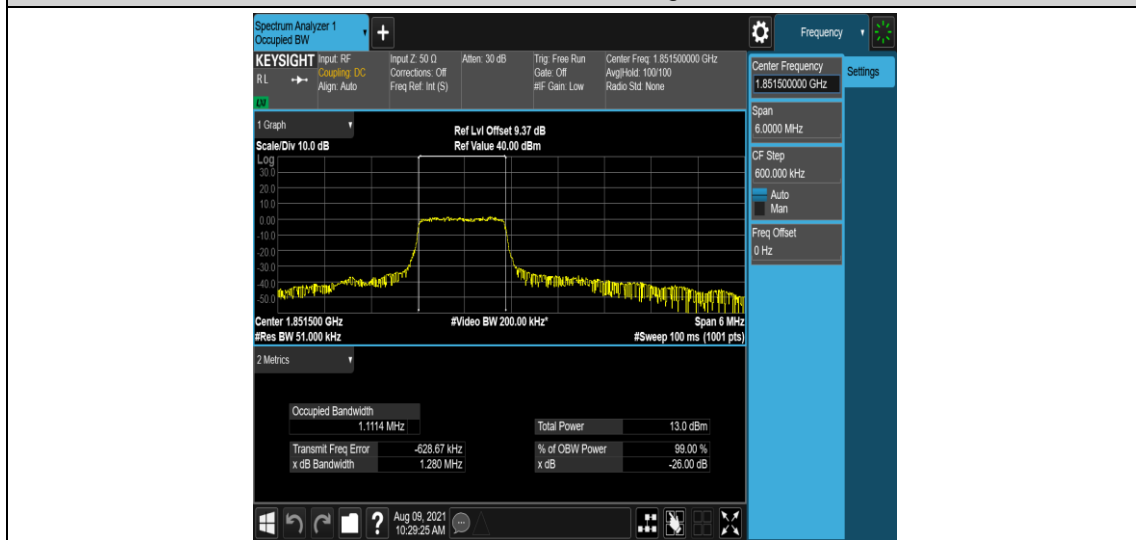 Spectrum Analyzer 1
Occupied BW
+
Frequency
KEYSIGHT Input: RF Input Z: 50 Ω Atten: 30 dB Trig: Free Run Center Freq: 1.851500000 GHz
RL Coupling: DC Corrections: Off Gate: Off Avg|Hold: 100/100
Align: Auto Freq Ref: Int (S) #IF Gain: Low Radio Std: None
LXI
Center Frequency
1.851500000 GHz
Settings
Span
6.0000 MHz
CF Step
600.000 kHz
Auto
Man
Freq Offset
0 Hz
1 Graph
Ref Lvl Offset 9.37 dB
Scale/Div 10.0 dB Ref Value 40.00 dBm
Log
30.0
20.0
10.0
0.00
-10.0
-20.0
-30.0
-40.0
-50.0
Center 1.851500 GHz #Video BW 200.00 kHz* Span 6 MHz
#Res BW 51.000 kHz #Sweep 100 ms (1001 pts)
2 Metrics
Occupied Bandwidth
1.1114 MHz Total Power 13.0 dBm
Transmit Freq Error -628.67 kHz % of OBW Power 99.00 %
x dB Bandwidth 1.280 MHz x dB -26.00 dB
? Aug 09, 2021
10:29:25 AM